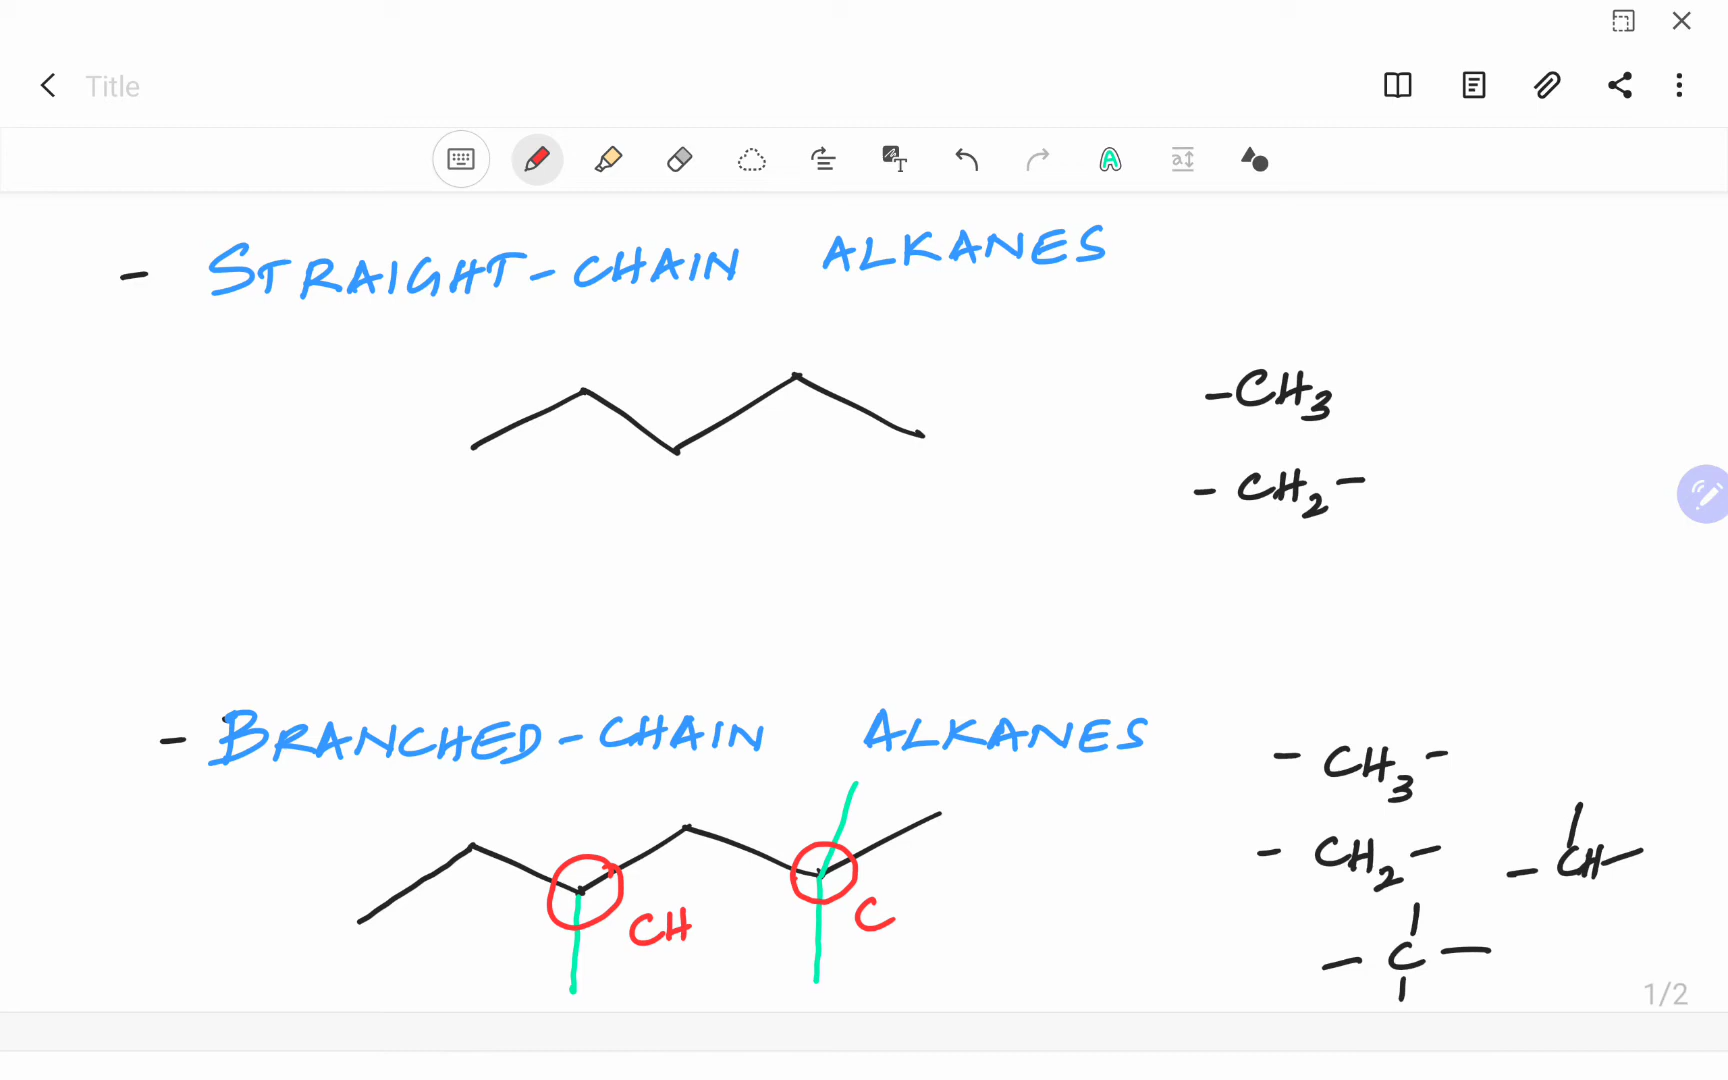 Title
- STRAIGHT-CHAIN ALKANES
-CH3
- CH2 -
- BRANCHED-CHAIN ALKANES
- CH3 -
- CH2 -
- CH -
CH
C
- C -
1/2